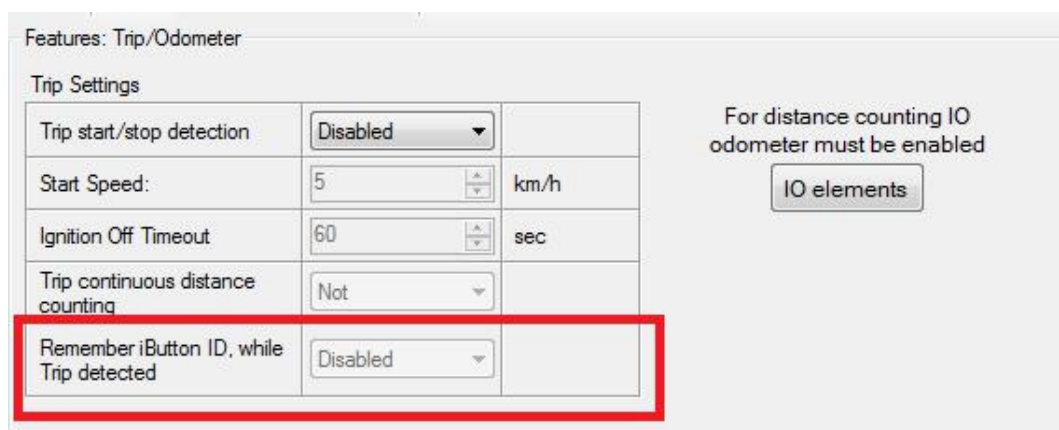 Features: Trip/Odometer
Trip Settings
Trip start/stop detection Disabled
Start Speed: 5 km/h
Ignition Off Timeout 60 sec
Trip continuous distance
counting Not
Remember iButton ID, while
Trip detected Disabled
For distance counting IO
odometer must be enabled
IO elements